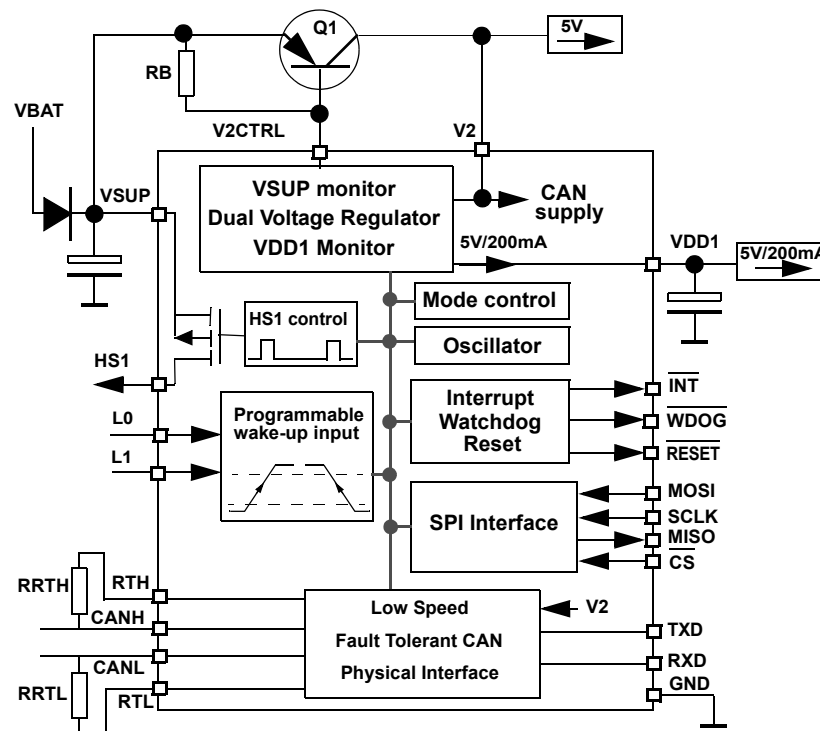 Q1
5V
RB
VBAT
V2CTRL
V2
VSUP
VSUP monitor
Dual Voltage Regulator
VDD1 Monitor
CAN
supply
5V/200mA
VDD1
5V/200mA
Mode control
HS1 control
Oscillator
HS1
INT
Interrupt
Watchdog
Reset
WDOG
RESET
L0
L1
Programmable
wake-up input
MOSI
SCLK
MISO
CS
SPI Interface
RRTH
RTH
CANH
CANL
RRTL
RTL
Low Speed
Fault Tolerant CAN
Physical Interface
V2
TXD
RXD
GND